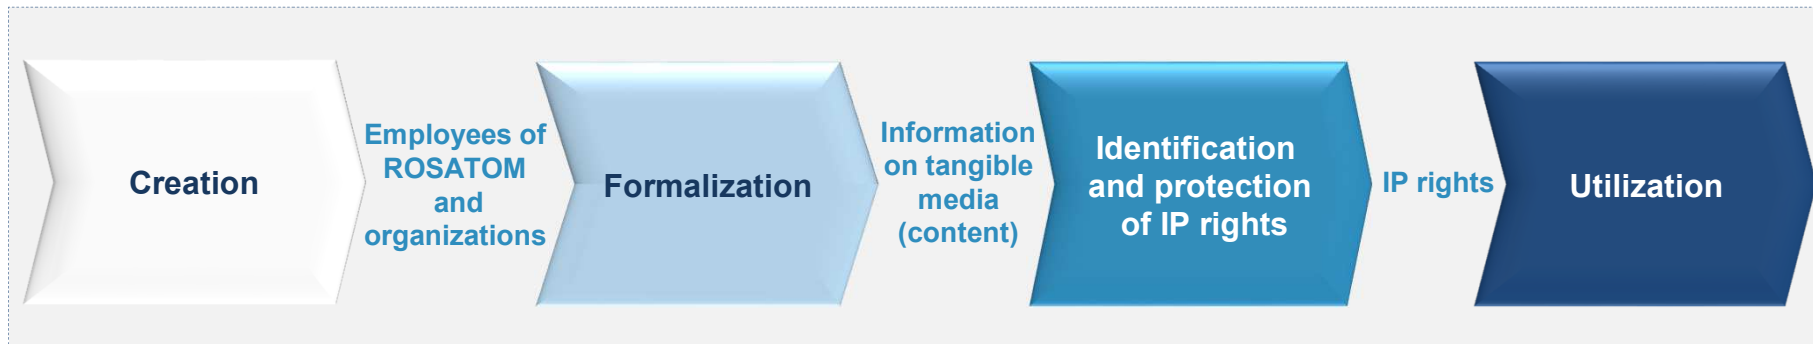 Creation
Employees of
ROSATOM
and
organizations
Formalization
Information
on tangible
media
(content)
Identification
and protection
of IP rights
IP rights
Utilization